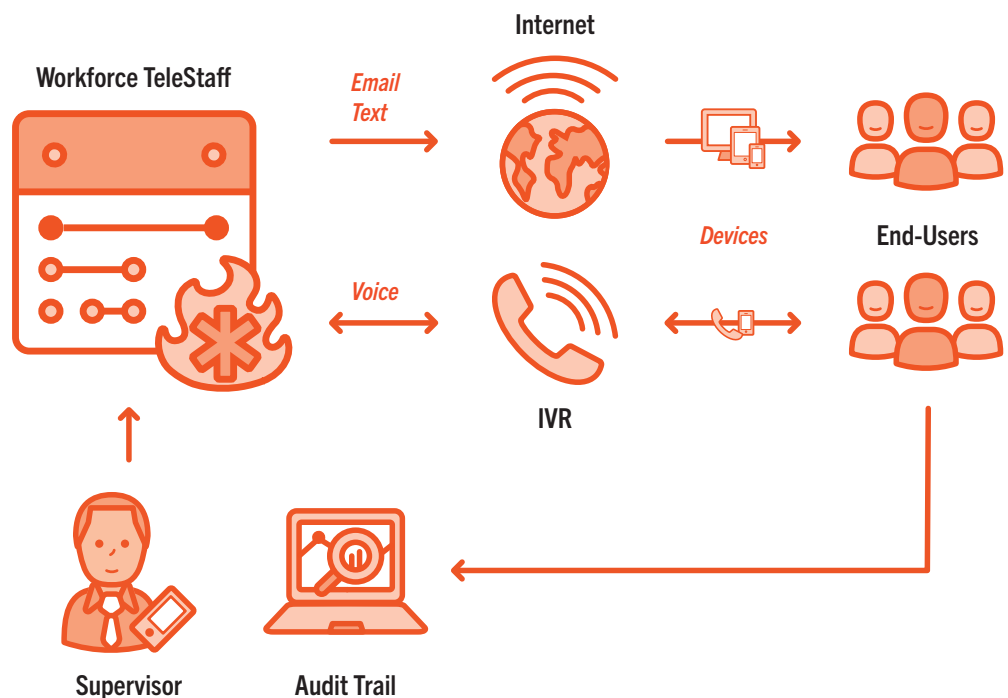 Internet
Workforce TeleStaff
Email
Text
Devices
End-Users
Voice
IVR
Supervisor
Audit Trail